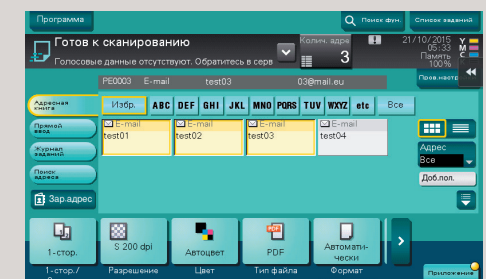 Программа
Поиск фун.
Список заданий
Готов к сканированию
Колич. адре
3
21/10/2015
05:33
Память
100%
Y
M
C
Голосовые данные отсутствуют. Обратитесь в серв
PE0003 E-mail test03 03@mail.eu
Пров.настр
Адресная книга
Избр. ABC DEF GHI JKL MNO PQRS TUV WXYZ etc Все
Прямой ввод
E-mail E-mail E-mail E-mail
test01 test02 test03 test04
Журнал заданий
Адрес
Все
Поиск адреса
Доб.пол.
Зар.адрес
1-стор. S 200 dpi Автоцвет PDF Автомати-
чески
1-стор./ Разрешение Цвет Тип файла Формат
Приложение